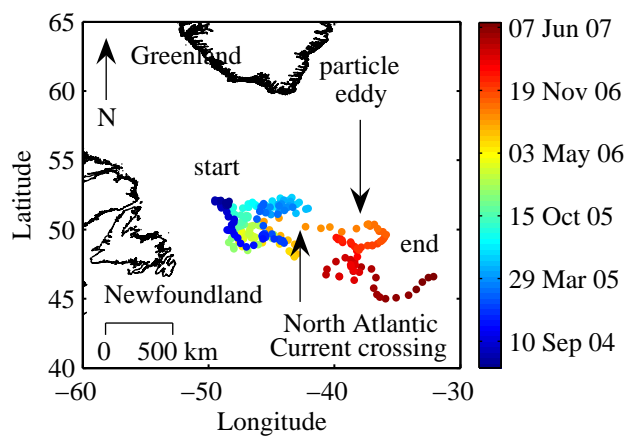 65
60
55
50
45
40
Latitude
Greenland
N
particle
eddy
start
end
Newfoundland
North Atlantic
Current crossing
0 500 km
−60 −50 −40 −30
Longitude
07 Jun 07
19 Nov 06
03 May 06
15 Oct 05
29 Mar 05
10 Sep 04